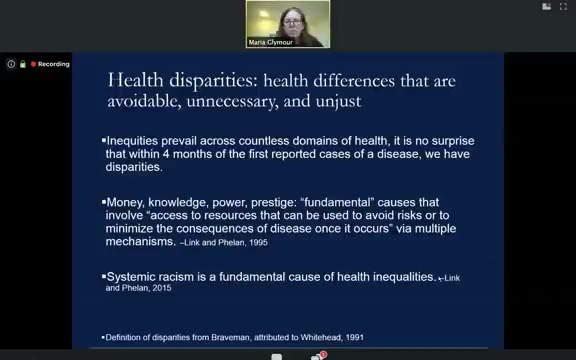 Maria Glymour
Recording
Health disparities: health differences that are
avoidable, unnecessary, and unjust
▪Inequities prevail across countless domains of health, it is no surprise
that within 4 months of the first reported cases of a disease, we have
disparities.
▪Money, knowledge, power, prestige: “fundamental” causes that
involve “access to resources that can be used to avoid risks or to
minimize the consequences of disease once it occurs” via multiple
mechanisms. –Link and Phelan, 1995
▪Systemic racism is a fundamental cause of health inequalities. –Link
and Phelan, 2015
▪Definition of disparities from Braveman, attributed to Whitehead, 1991